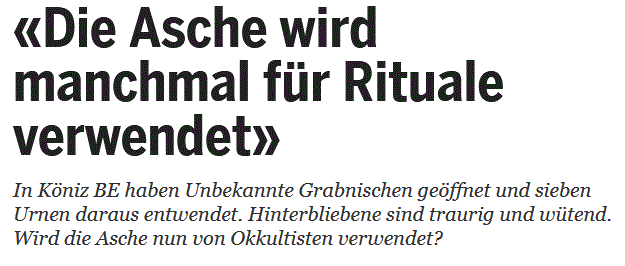 «Die Asche wird
manchmal für Rituale
verwendet»
In Köniz BE haben Unbekannte Grabnischen geöffnet und sieben
Urnen daraus entwendet. Hinterbliebene sind traurig und wütend.
Wird die Asche nun von Okkultisten verwendet?